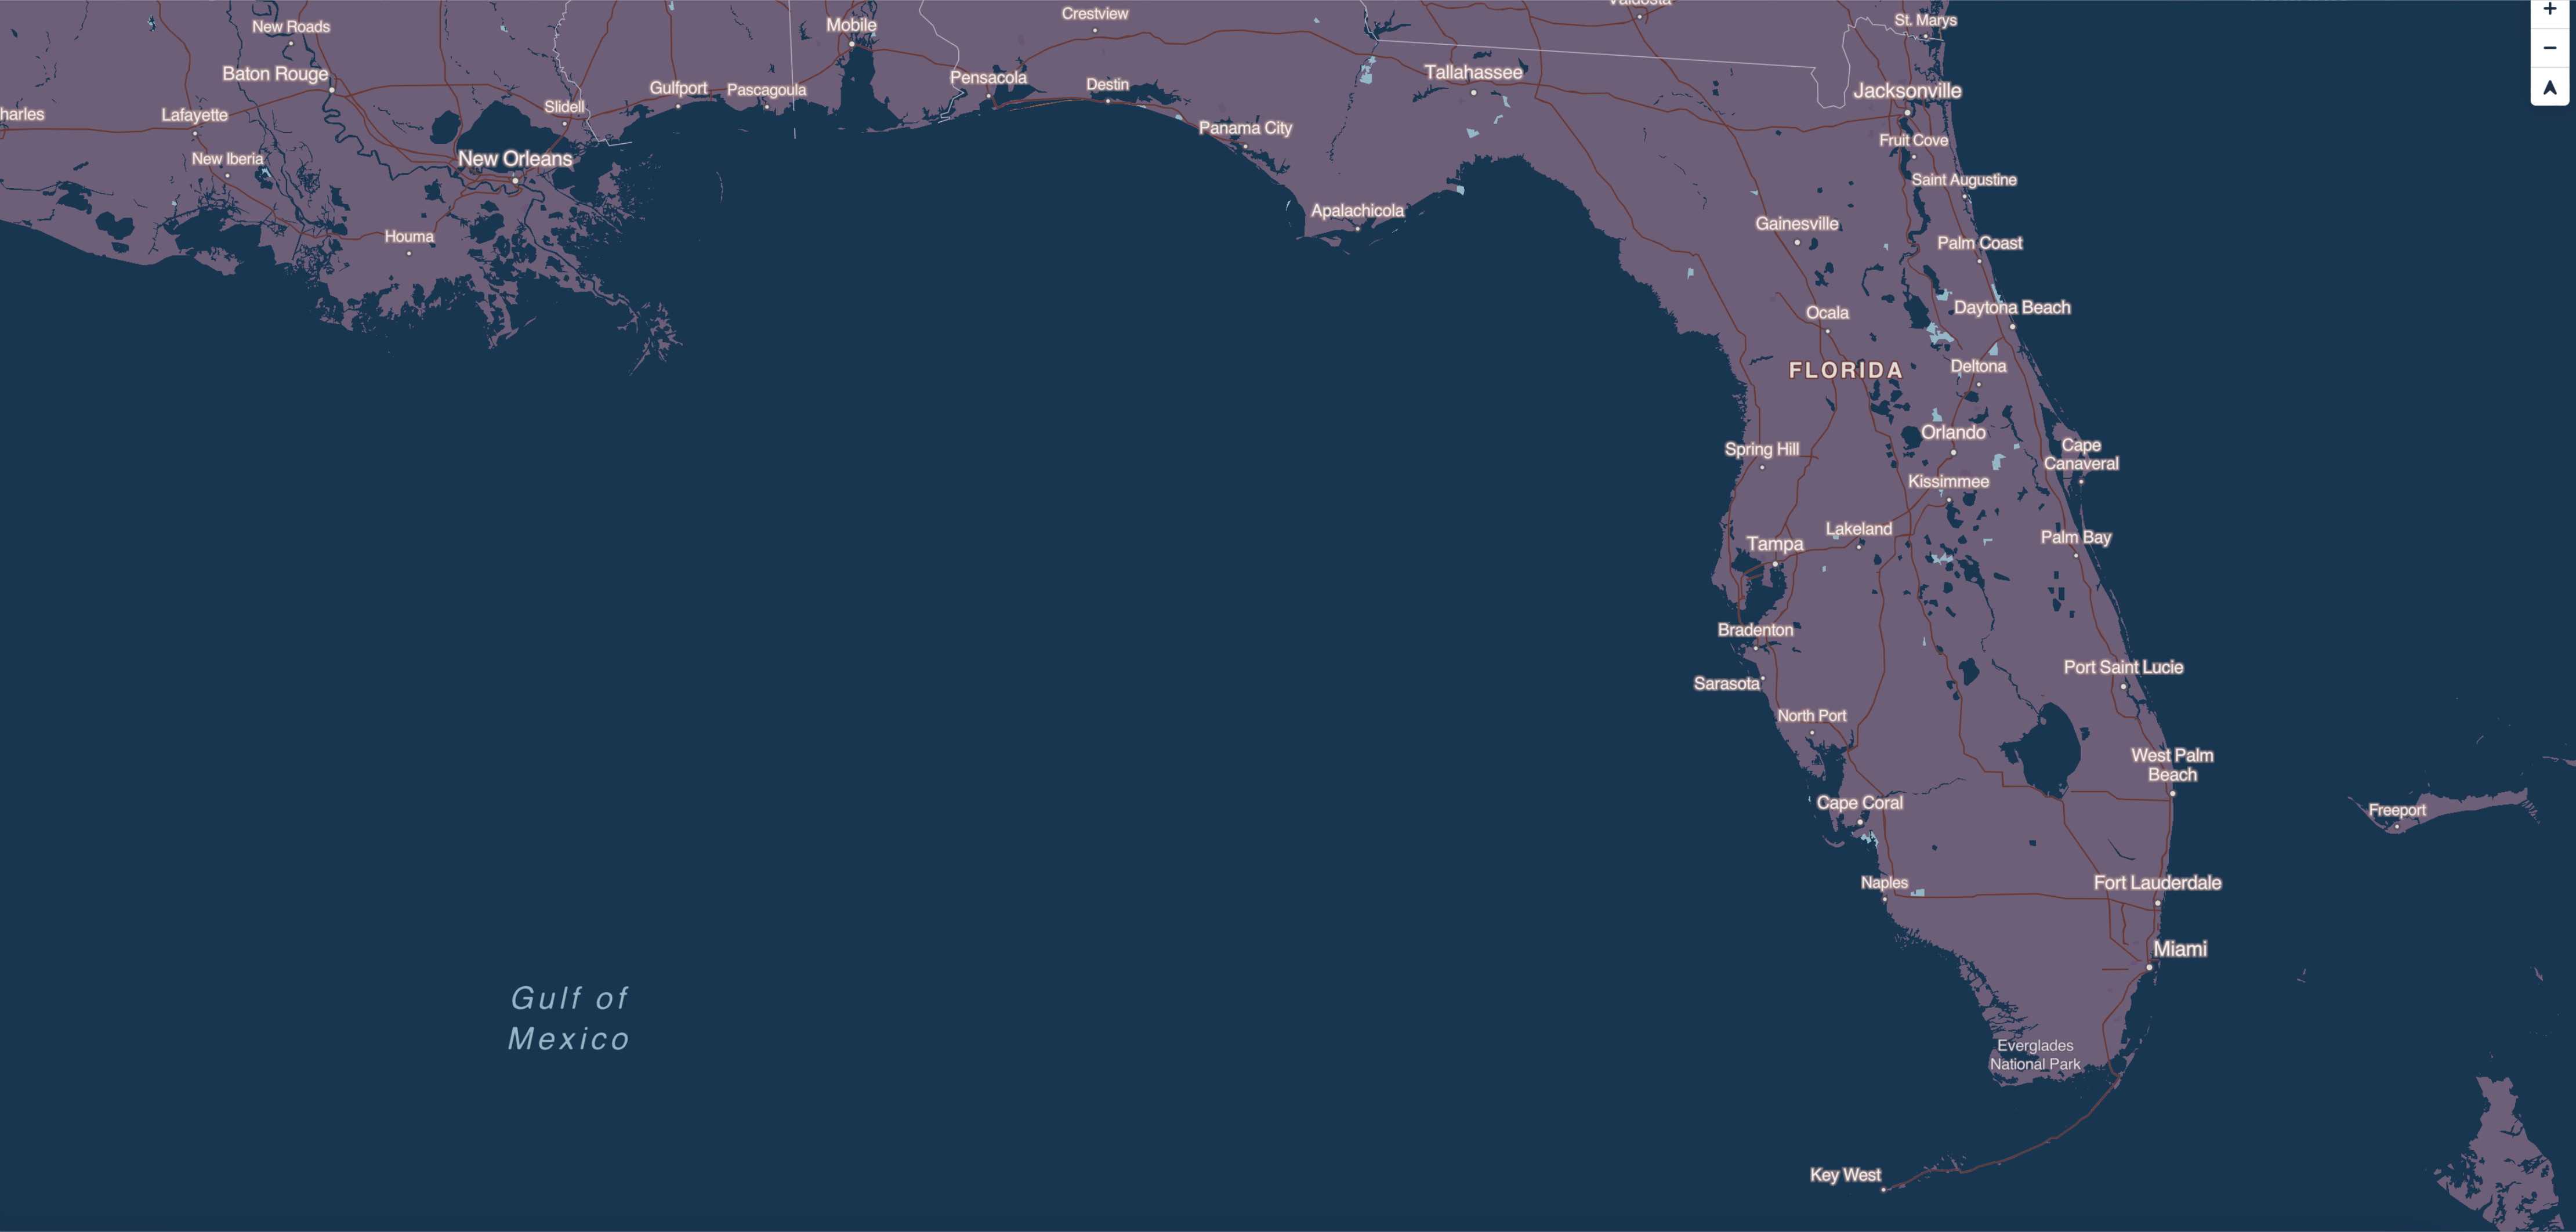 New Roads
Mobile
Crestview
Valdosta
St. Marys
+
−
Baton Rouge
Gulfport
Pascagoula
Pensacola
Destin
Tallahassee
Jacksonville
harles
Lafayette
Slidell
Panama City
Fruit Cove
New Iberia
New Orleans
Saint Augustine
Apalachicola
Gainesville
Houma
Palm Coast
Ocala
Daytona Beach
FLORIDA
Deltona
Orlando
Spring Hill
Cape
Canaveral
Kissimmee
Lakeland
Tampa
Palm Bay
Bradenton
Port Saint Lucie
Sarasota
North Port
West Palm
Beach
Cape Coral
Freeport
Naples
Fort Lauderdale
Miami
Gulf of
Mexico
Everglades
National Park
Key West